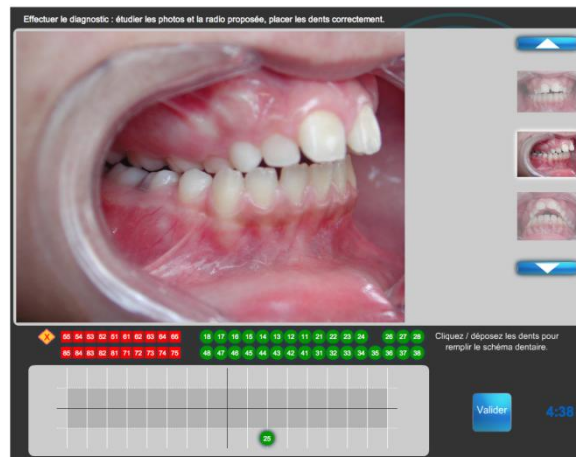 Effectuer le diagnostic : étudier les photos et la radio proposée, placer les dents correctement.
X 55 54 53 52 51 61 62 63 64 65 18 17 16 15 14 13 12 11 21 22 23 24 26 27 28
85 84 83 82 81 71 72 73 74 75 48 47 46 45 44 43 42 41 31 32 33 34 35 36 37 38
Cliquez / déposez les dents pour
remplir le schéma dentaire.
25
Valider
4:38